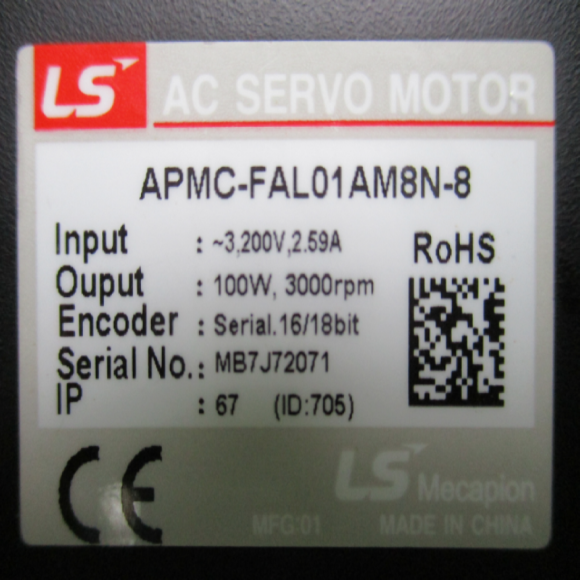 LS AC SERVO MOTOR
APMC-FAL01AM8N-8
Input : ~3,200V,2.59A
RoHS
Ouput : 100W, 3000rpm
Encoder : Serial.16/18bit
Serial No.: MB7J72071
IP : 67 (ID:705)
CE
LS Mecapion
MFG:01 MADE IN CHINA